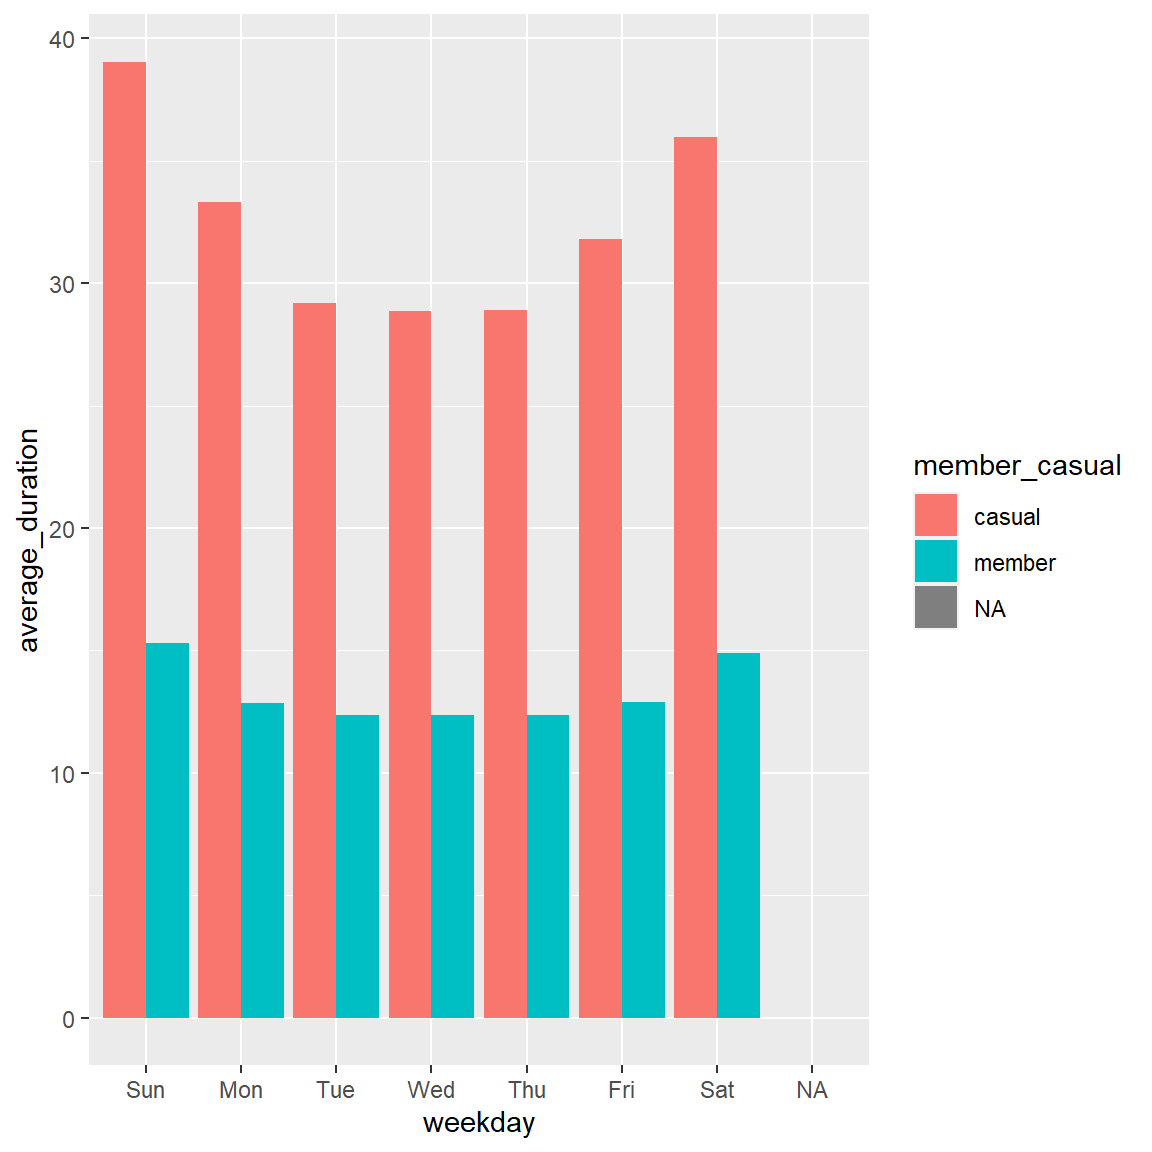 40
30
20
10
0
average_duration
Sun Mon Tue Wed Thu Fri Sat NA
weekday
member_casual
casual
member
NA